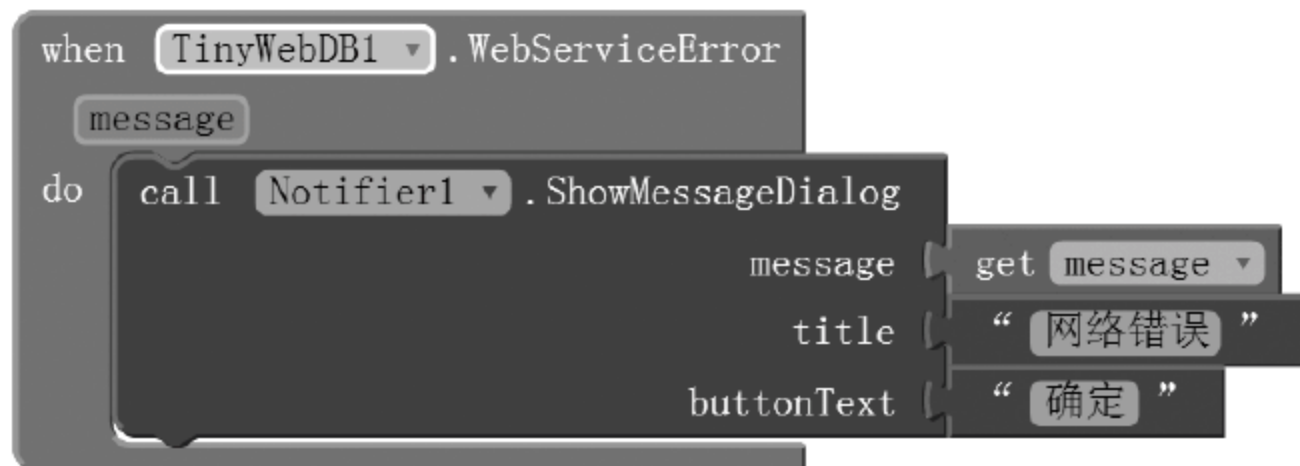 when TinyWebDB1 .WebServiceError
message
do call Notifier1 .ShowMessageDialog
message get message
title “网络错误”
buttonText “确定”